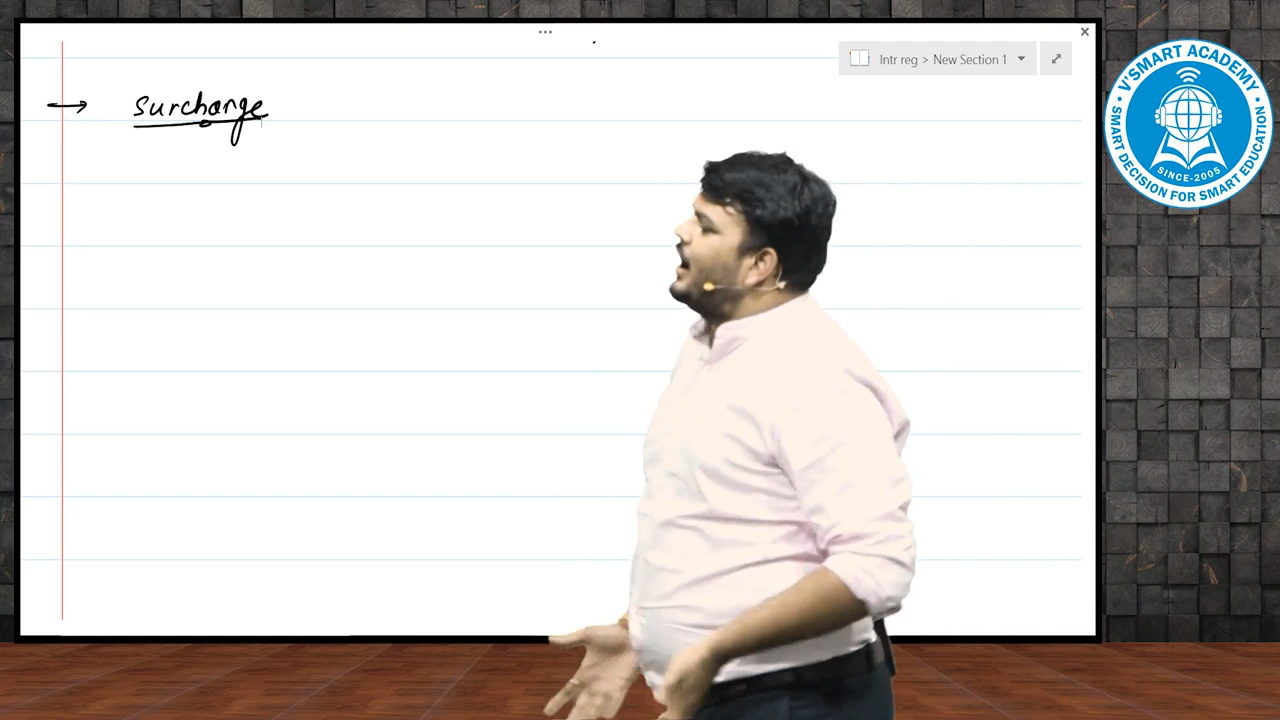 Intr reg > New Section 1
→ Surcharge
V'SMART ACADEMY
SINCE-2005
• SMART DECISION FOR SMART EDUCATION •